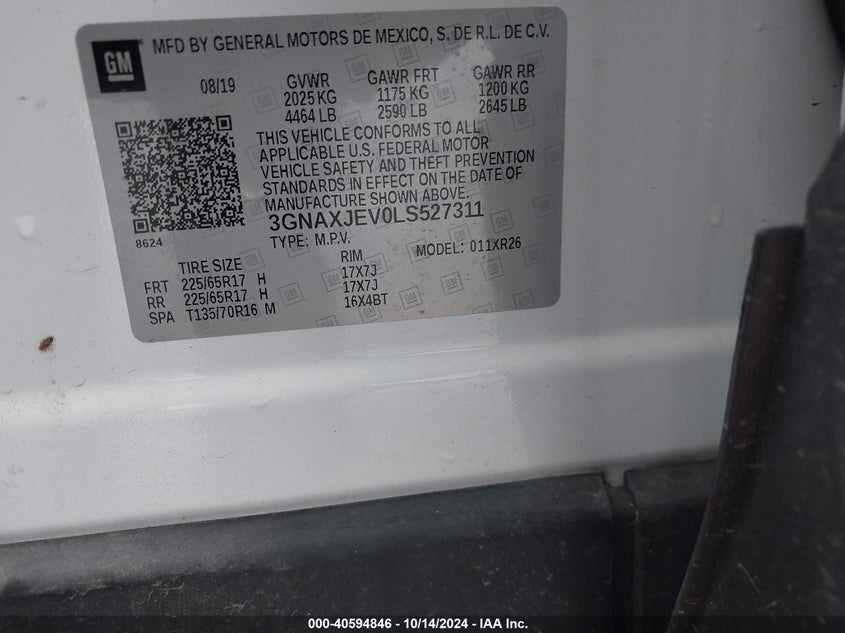 GM
MFD BY GENERAL MOTORS DE MEXICO, S. DE R.L. DE C.V.
08/19 GVWR GAWR FRT GAWR RR
2025 KG 1175 KG 1200 KG
4464 LB 2590 LB 2645 LB
THIS VEHICLE CONFORMS TO ALL
APPLICABLE U.S. FEDERAL MOTOR
VEHICLE SAFETY AND THEFT PREVENTION
STANDARDS IN EFFECT ON THE DATE OF
MANUFACTURE SHOWN ABOVE.
3GNAXJEV0LS527311
8624
TYPE: M.P.V. MODEL: 011XR26
TIRE SIZE RIM
FRT 225/65R17 H 17X7J
RR 225/65R17 H 17X7J
SPA T135/70R16 M 16X4BT
000-40594846 - 10/14/2024 - IAA Inc.